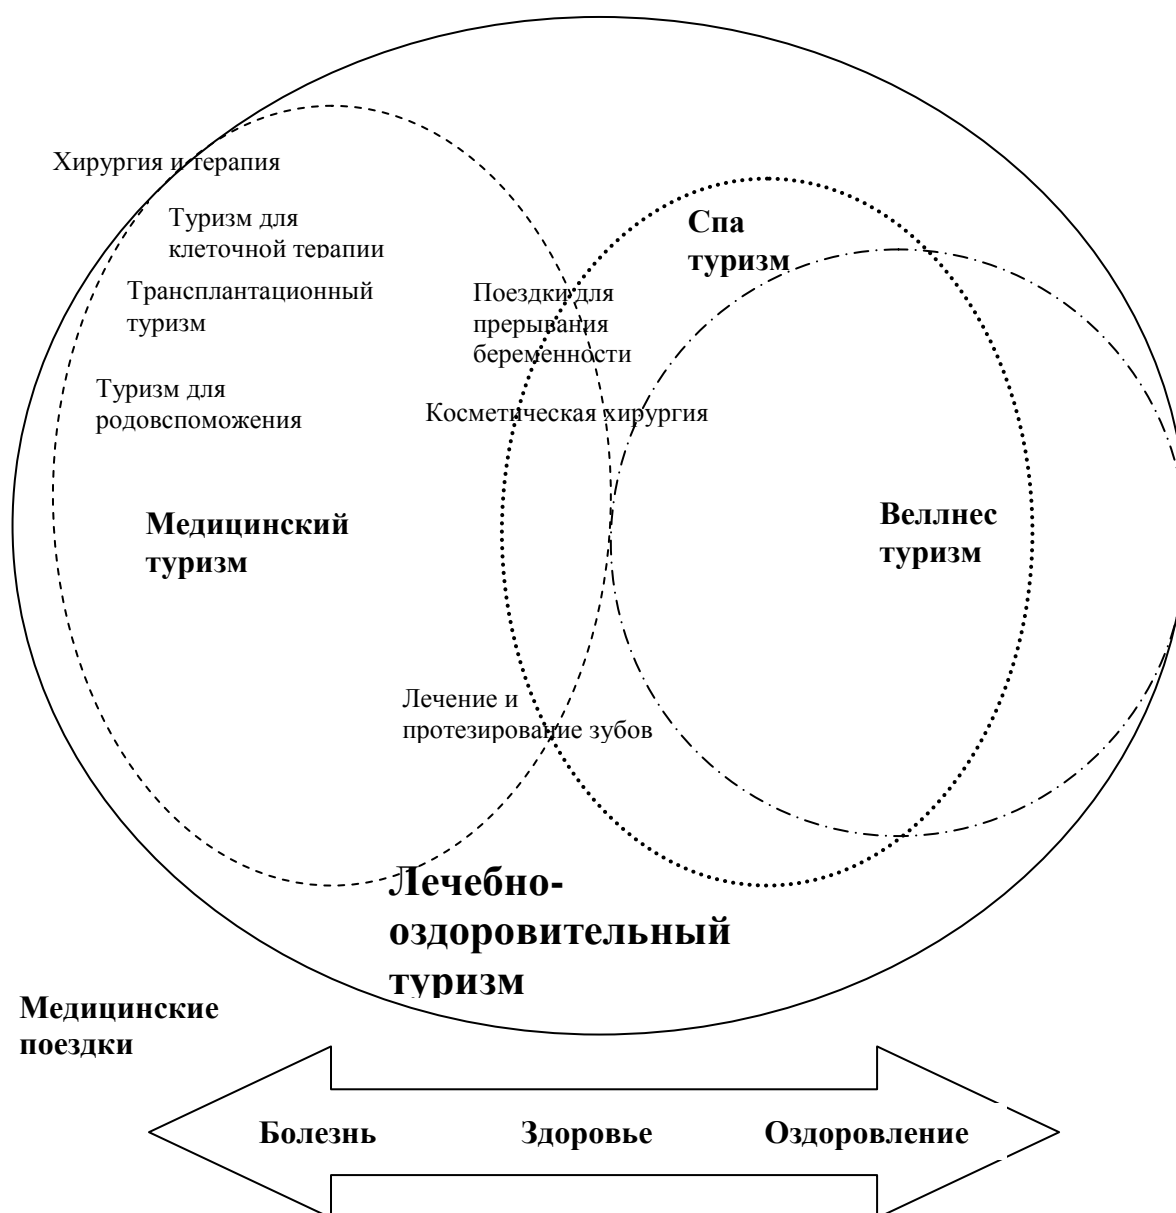 Хирургия и терапия
Туризм для
клеточной терапии
Трансплантационный
туризм
Туризм для
родовспоможения
Медицинский
туризм
Спа
туризм
Поездки для
прерывания
беременности
Косметическая хирургия
Веллнес
туризм
Лечение и
протезирование зубов
Лечебно-
оздоровительный
туризм
Медицинские
поездки
Болезнь Здоровье Оздоровление